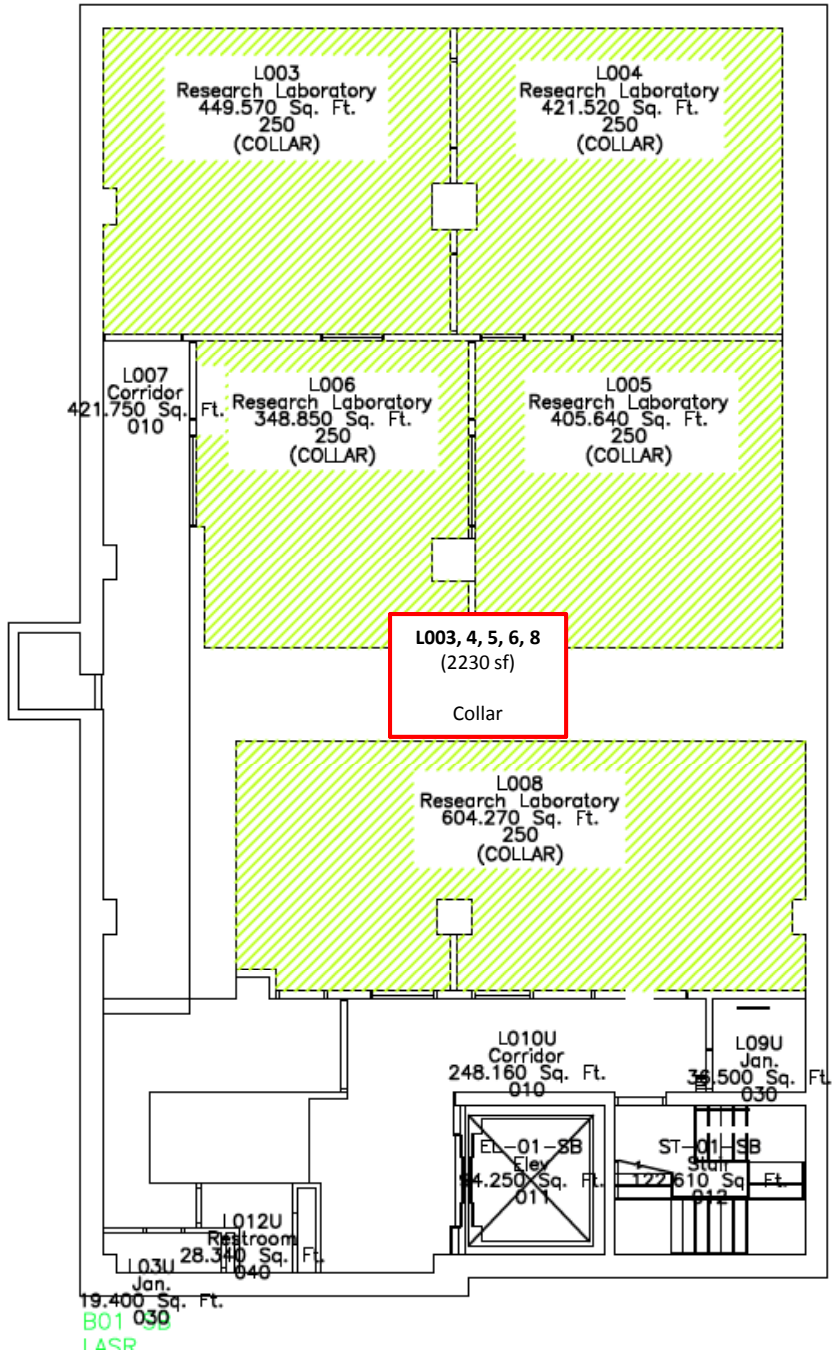 L003
Research Laboratory
449.570 Sq. Ft.
250
(COLLAR)
L004
Research Laboratory
421.520 Sq. Ft.
250
(COLLAR)
L007
Corridor
421.750 Sq. Ft.
010
L006
Research Laboratory
348.850 Sq. Ft.
250
(COLLAR)
L005
Research Laboratory
405.640 Sq. Ft.
250
(COLLAR)
L003, 4, 5, 6, 8
(2230 sf)
Collar
L008
Research Laboratory
604.270 Sq. Ft.
250
(COLLAR)
L010U
Corridor
248.160 Sq. Ft.
010
L09U
Jan.
36.500 Sq. Ft.
030
EL-01-SB
Elev
94.250 Sq. Ft.
011
ST-01-SB
Stair
122.610 Sq. Ft.
012
L012U
Restroom
28.340 Sq. Ft.
040
L03U
Jan.
19.400 Sq. Ft.
030
B01 SB
LASR